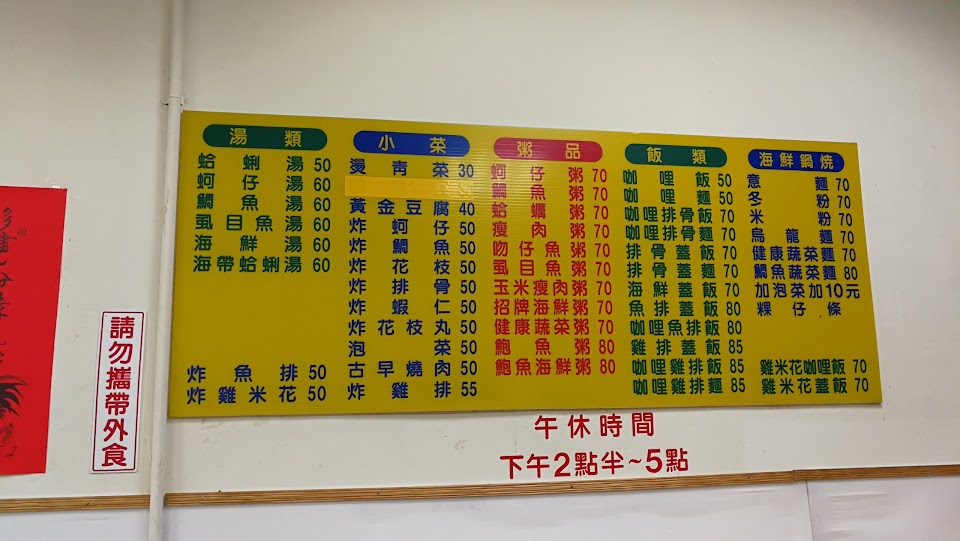 湯類
蛤蜊湯 50
蚵仔湯 60
鯛魚湯 60
虱目魚湯 60
海鮮湯 60
海帶蛤蜊湯 60
炸魚排 50
炸雞米花 50
小菜
燙青菜 30
黃金豆腐 40
炸蚵仔 50
炸鯛魚 50
炸花枝 50
炸排骨 50
炸蝦仁 50
炸花枝丸 50
泡菜 50
古早燒肉 50
炸雞排 55
粥品
蚵仔粥 70
鯛魚粥 70
蛤蠣粥 70
瘦肉粥 70
吻仔魚粥 70
虱目魚粥 70
玉米瘦肉粥 70
招牌海鮮粥 70
健康蔬菜粥 70
鮑魚粥 80
鮑魚海鮮粥 80
飯類
咖哩飯 50
咖哩麵 50
咖哩排骨飯 70
咖哩排骨麵 70
排骨蓋飯 70
排骨蓋麵 70
海鮮蓋飯 70
魚排蓋飯 80
咖哩魚排飯 80
雞排蓋飯 85
咖哩雞排飯 85
咖哩雞排麵 85
海鮮鍋燒
意麵 70
冬粉 70
米粉 70
烏龍麵 70
健康蔬菜麵 70
鯛魚蔬菜麵 80
加泡菜加10元
粿仔條
雞米花咖哩飯 70
雞米花蓋飯 70
請勿攜帶外食
午休時間
下午2點半~5點